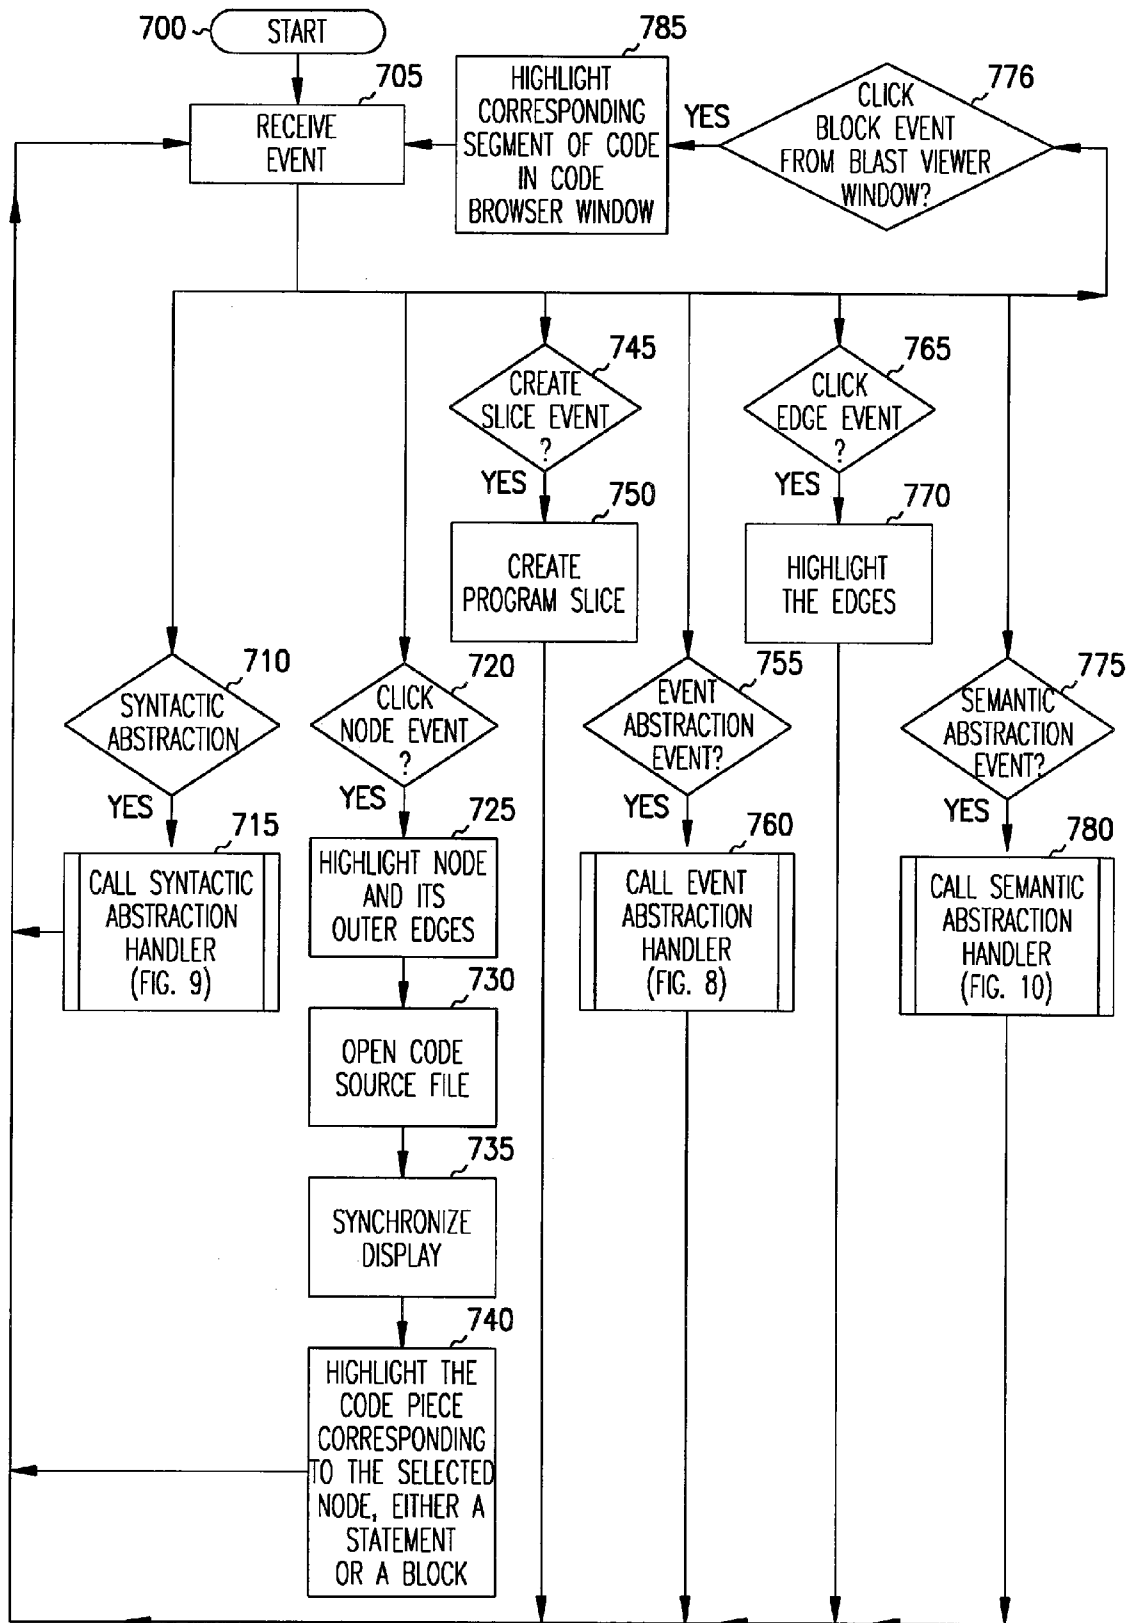 700
START
785
HIGHLIGHT
CORRESPONDING
SEGMENT OF CODE
IN CODE
BROWSER WINDOW
776
CLICK
BLOCK EVENT
FROM BLAST VIEWER
WINDOW?
YES
705
RECEIVE
EVENT
745
CREATE
SLICE EVENT
?
YES
750
CREATE
PROGRAM SLICE
765
CLICK
EDGE EVENT
?
YES
770
HIGHLIGHT
THE EDGES
710
SYNTACTIC
ABSTRACTION
YES
715
CALL SYNTACTIC
ABSTRACTION
HANDLER
(FIG. 9)
720
CLICK
NODE EVENT
?
YES
725
HIGHLIGHT NODE
AND ITS
OUTER EDGES
730
OPEN CODE
SOURCE FILE
735
SYNCHRONIZE
DISPLAY
740
HIGHLIGHT THE
CODE PIECE
CORRESPONDING
TO THE SELECTED
NODE, EITHER A
STATEMENT
OR A BLOCK
755
EVENT
ABSTRACTION
EVENT?
YES
760
CALL EVENT
ABSTRACTION
HANDLER
(FIG. 8)
775
SEMANTIC
ABSTRACTION
EVENT?
YES
780
CALL SEMANTIC
ABSTRACTION
HANDLER
(FIG. 10)